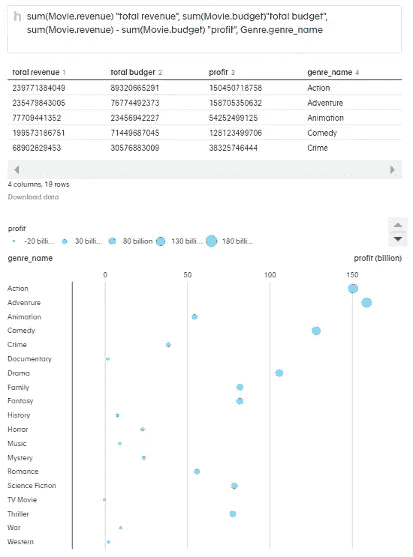 h sum(Movie.revenue) "total revenue", sum(Movie.budget)"total budget",
sum(Movie.revenue) - sum(Movie.budget) "profit", Genre.genre_name
total revenue 1 total budget 2 profit 3 genre_name 4
239771384049 89320665291 150450718758 Action
235479843005 76774492373 158705350632 Adventure
77709441352 23456942227 54252499125 Animation
199573186751 71449687045 128123499706 Comedy
68902629453 30576883009 38325746444 Crime
4 columns, 19 rows
Download data
profit
-20 billi... 30 billi... 80 billion 130 billi... 180 billi...
genre_name profit (billion)
0 50 100 150
Action
Adventure
Animation
Comedy
Crime
Documentary
Drama
Family
Fantasy
History
Horror
Music
Mystery
Romance
Science Fiction
TV Movie
Thriller
War
Western